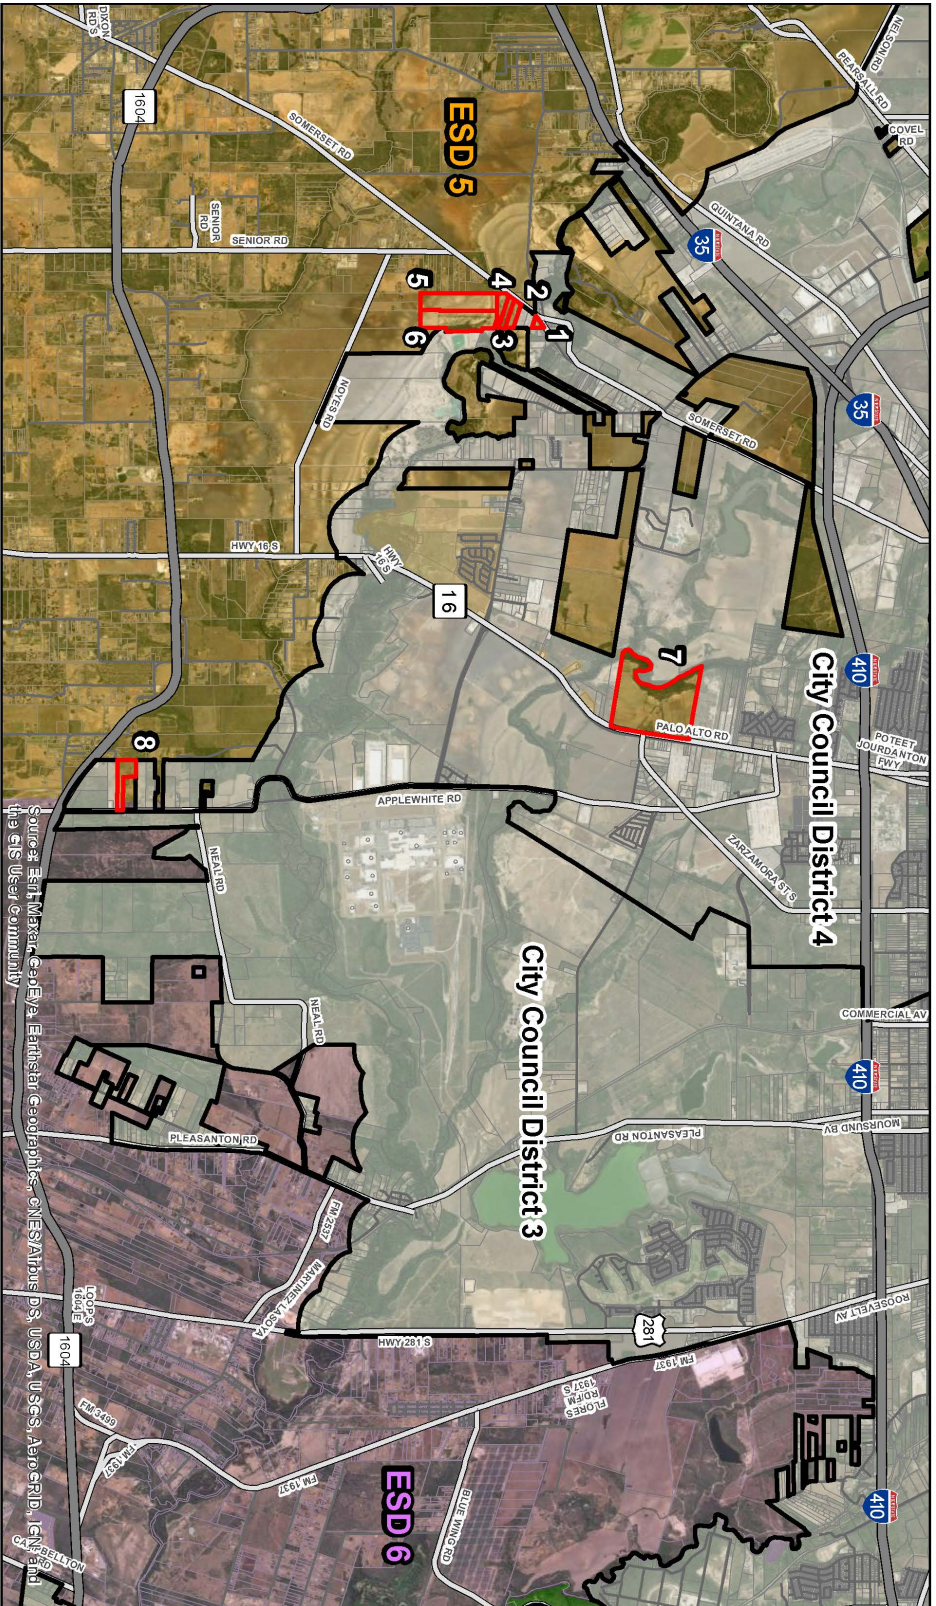 NELSON RD
PEARSALL RD
COVEL
RD
DIXON
RD S
1604
SOMERSET RD
ESD 5
SENIOR
RD
SENIOR RD
QUINTANA RD
35
35
5
4
2
1
6
3
NOYES RD
SOMERSET RD
HWY 16 S
HWY
16 S
16
7
410
City Council District 4
PALO ALTO RD
POTEET
JOURDANTON
FWY
8
APPLEWHITE RD
ZARZAMORA ST S
NEAL RD
NEAL RD
City Council District 3
COMMERCIAL AV
410
PLEASANTON RD
PLEASANTON RD
MOURSUND BV
FM 2537
MARTINEZ LASOYA
LOOP S
1604 E
1604
HWY 281 S
281
ROOSEVELT AV
FM 1937
FLORES
RD/FM
1937 S
FM 3499
FM 1937
FM 1937
ESD 6
BLUE WING RD
410
Source: Esri, Maxar, GeoEye, Earthstar Geographics, CNES/Airbus DS, USDA, USGS, AeroGRID, IGN, and
the GIS User Community